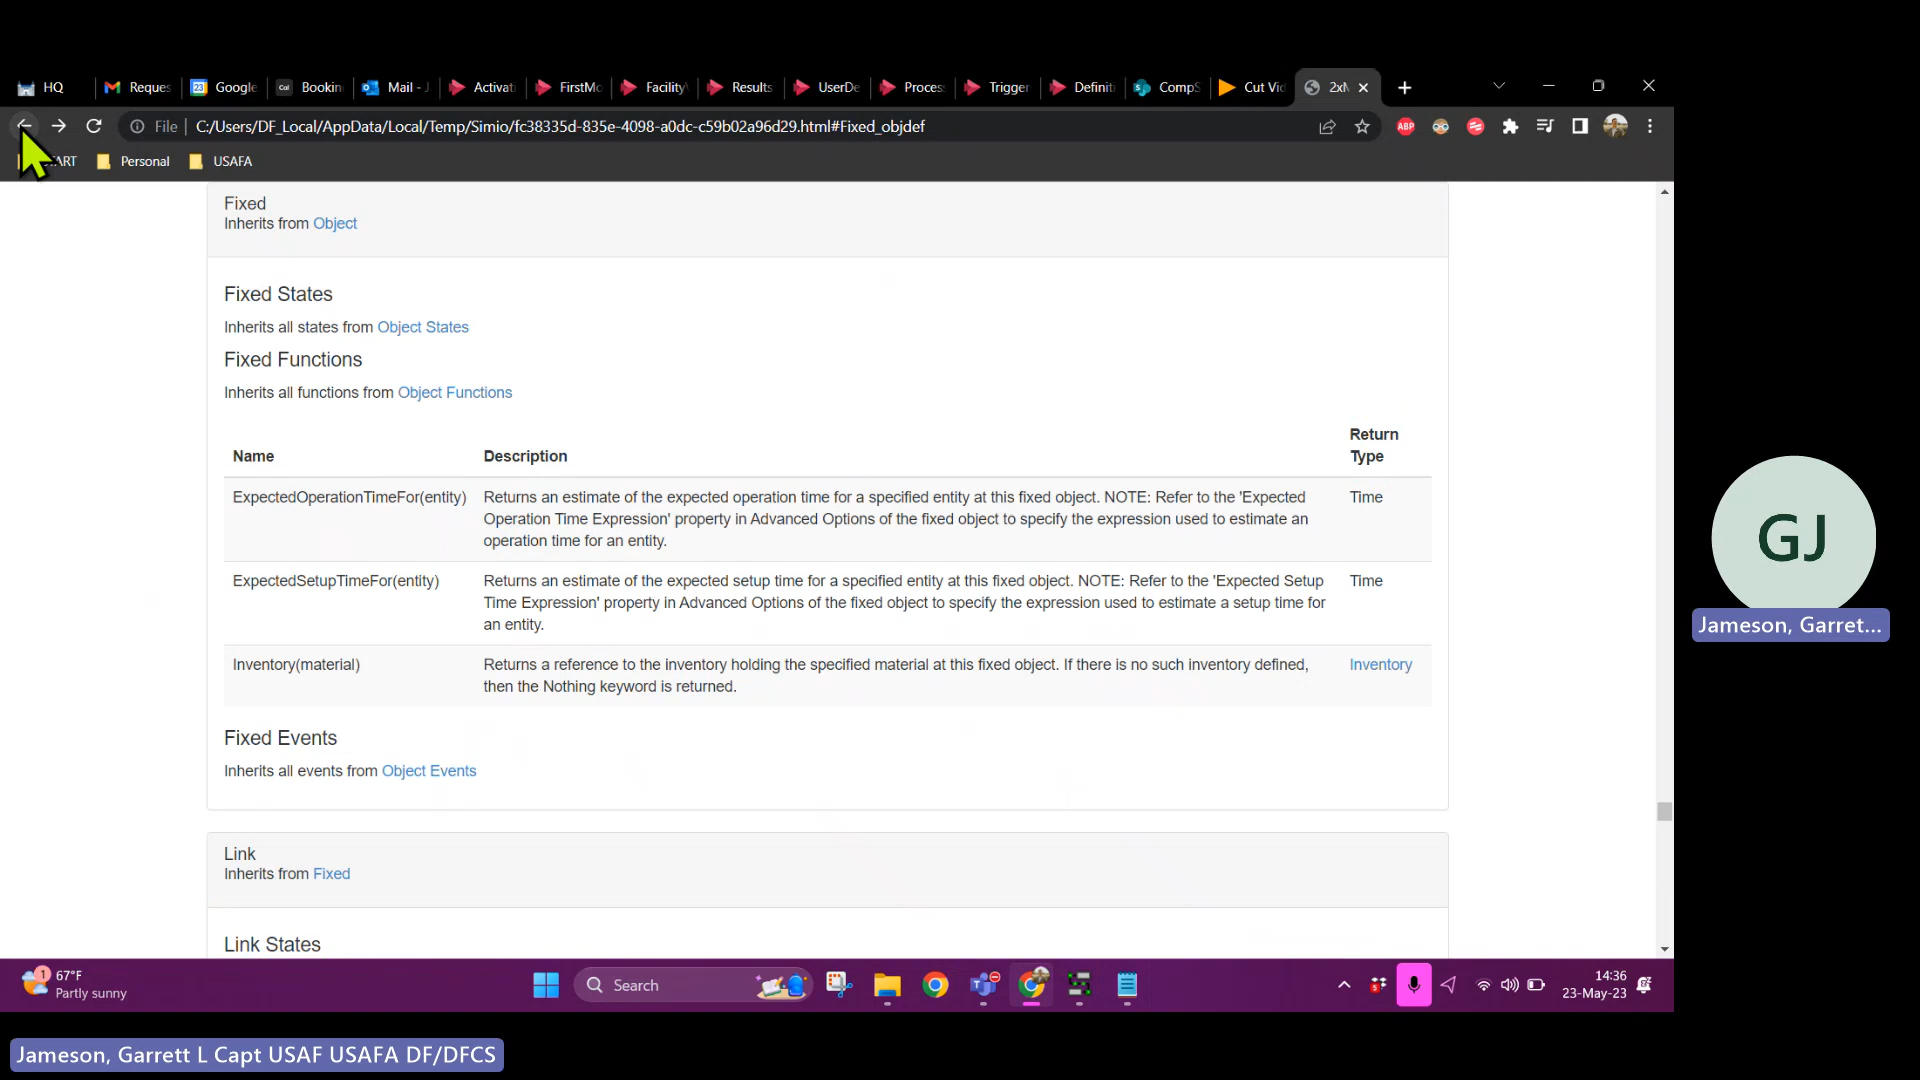 HQ
Reques
Google
Cal
Bookin
Mail - J
Activati
FirstMo
Facility
Results
UserDe
Process
Trigger
Definiti
CompS
Cut Vid
2xM
File
C:/Users/DF_Local/AppData/Local/Temp/Simio/fc38335d-835e-4098-a0dc-c59b02a96d29.html#Fixed_objdef
ABP
Personal
USAFA
Fixed
Inherits from Object
Fixed States
Inherits all states from Object States
Fixed Functions
Inherits all functions from Object Functions
Name
Description
Return
Type
ExpectedOperationTimeFor(entity)
Returns an estimate of the expected operation time for a specified entity at this fixed object. NOTE: Refer to the 'Expected
Operation Time Expression' property in Advanced Options of the fixed object to specify the expression used to estimate an
operation time for an entity.
Time
ExpectedSetupTimeFor(entity)
Returns an estimate of the expected setup time for a specified entity at this fixed object. NOTE: Refer to the 'Expected Setup
Time Expression' property in Advanced Options of the fixed object to specify the expression used to estimate a setup time for
an entity.
Time
Inventory(material)
Returns a reference to the inventory holding the specified material at this fixed object. If there is no such inventory defined,
then the Nothing keyword is returned.
Inventory
Fixed Events
Inherits all events from Object Events
Link
Inherits from Fixed
Link States
GJ
Jameson, Garret...
1
67°F
Partly sunny
Search
14:36
23-May-23
Jameson, Garrett L Capt USAF USAFA DF/DFCS